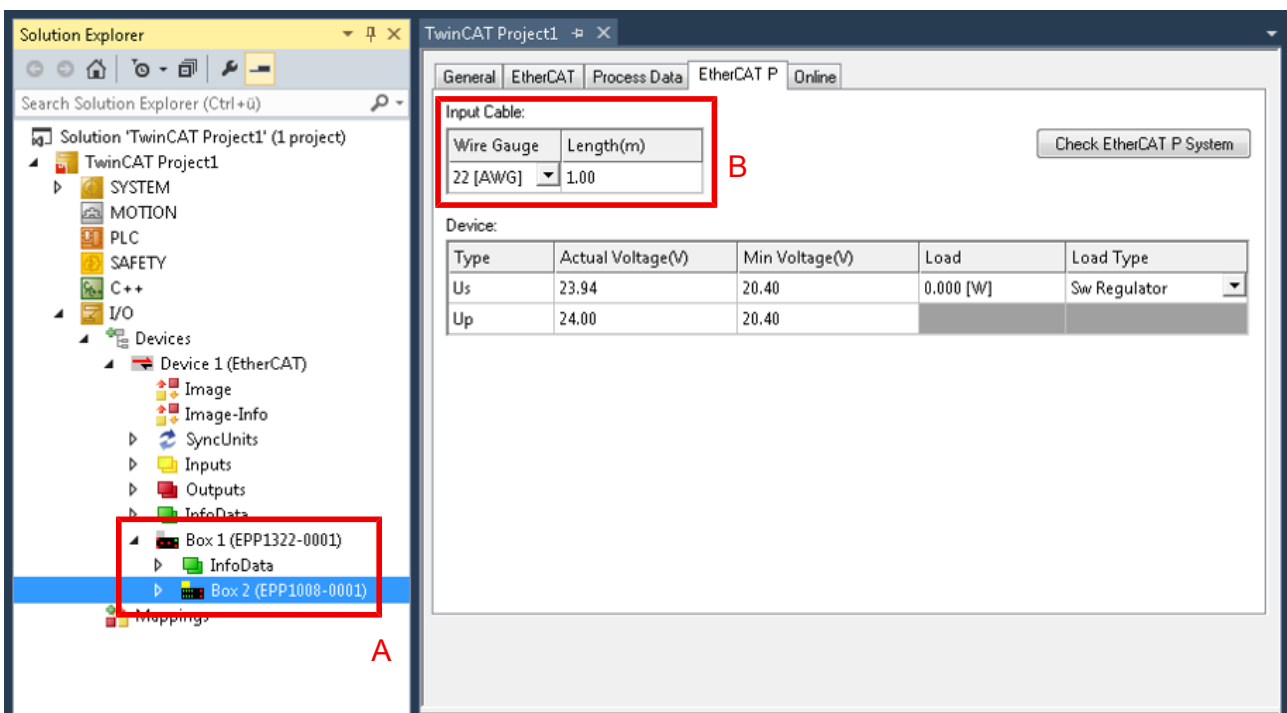 Solution Explorer
Search Solution Explorer (Ctrl+ü)
Solution 'TwinCAT Project1' (1 project)
TwinCAT Project1
SYSTEM
MOTION
PLC
SAFETY
C++
I/O
Devices
Device 1 (EtherCAT)
Image
Image-Info
SyncUnits
Inputs
Outputs
InfoData
Box 1 (EPP1322-0001)
InfoData
Box 2 (EPP1008-0001)
Mappings
A
TwinCAT Project1
General EtherCAT Process Data EtherCAT P Online
Input Cable:
Wire Gauge Length(m)
22 [AWG] 1.00
B
Check EtherCAT P System
Device:
Type Actual Voltage(V) Min Voltage(V) Load Load Type
Us 23.94 20.40 0.000 [W] Sw Regulator
Up 24.00 20.40